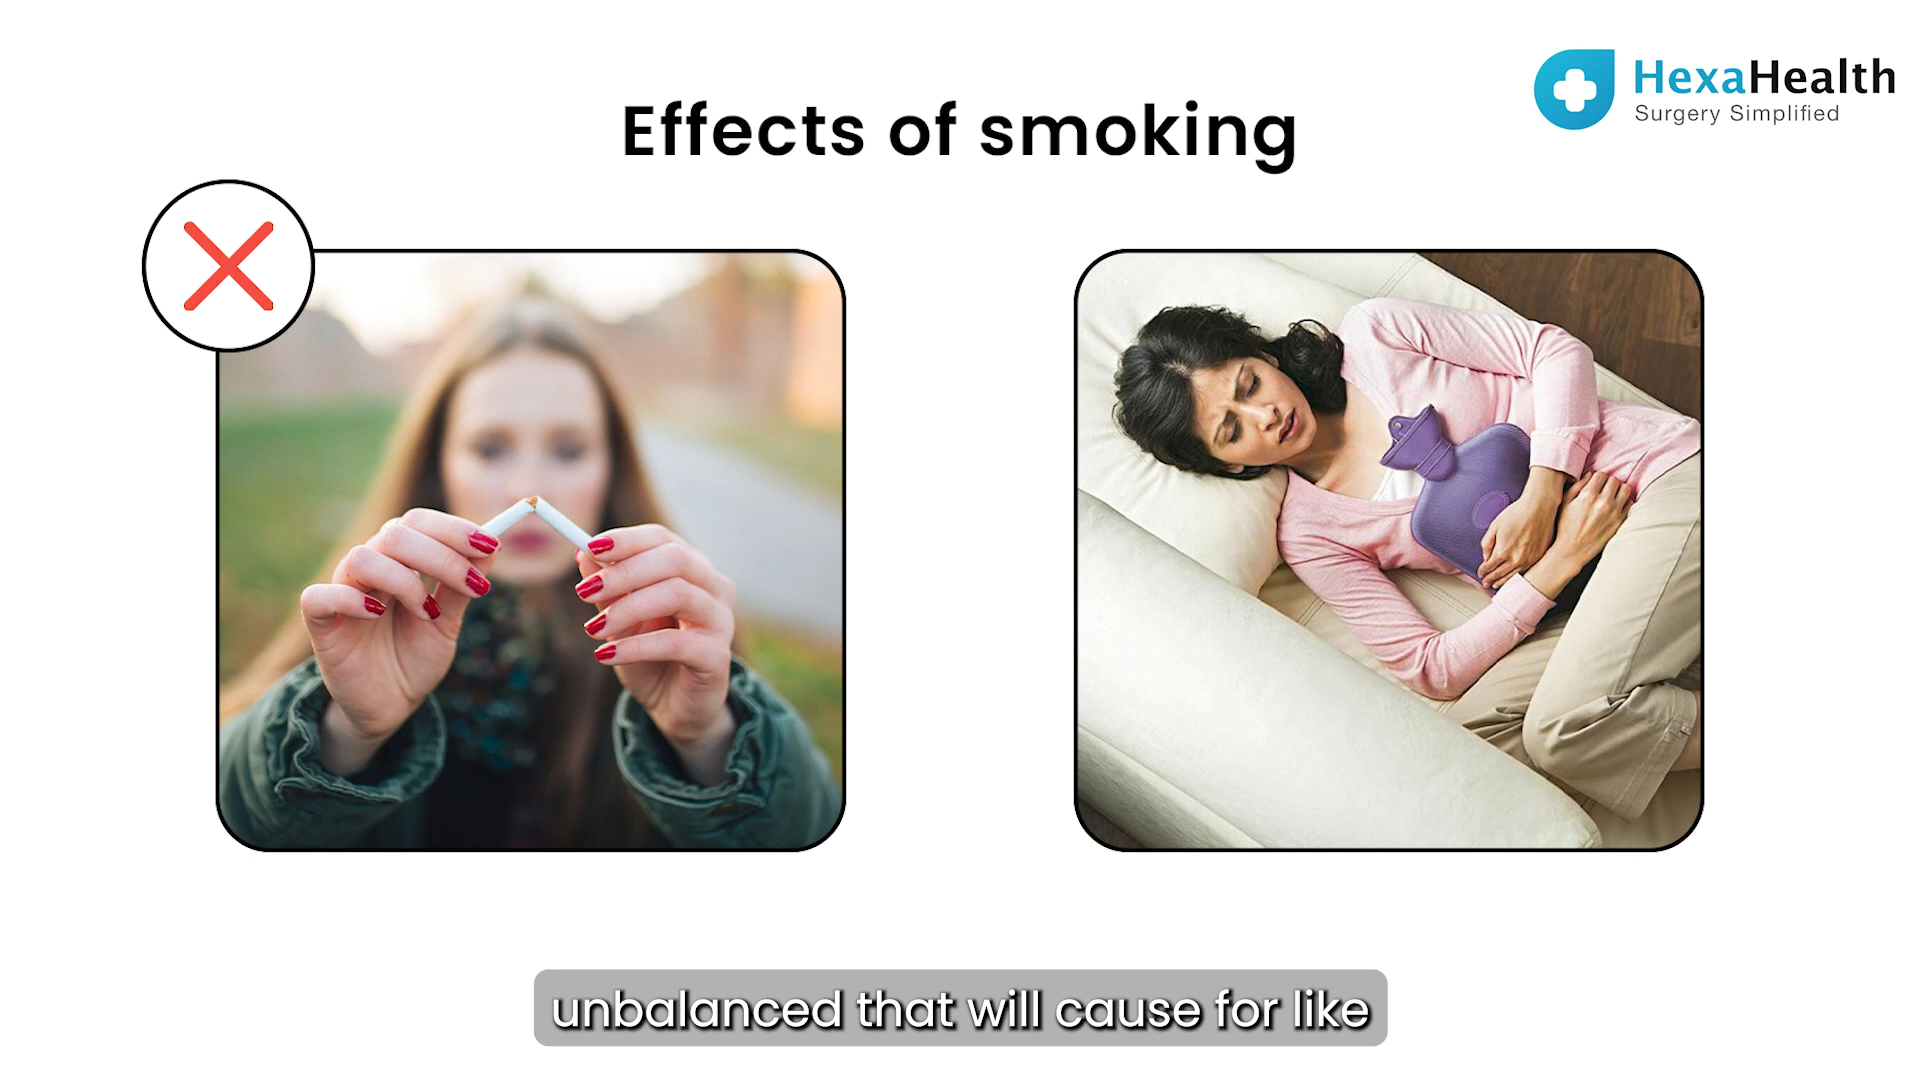 HexaHealth
Surgery Simplified
Effects of smoking
unbalanced that will cause for like